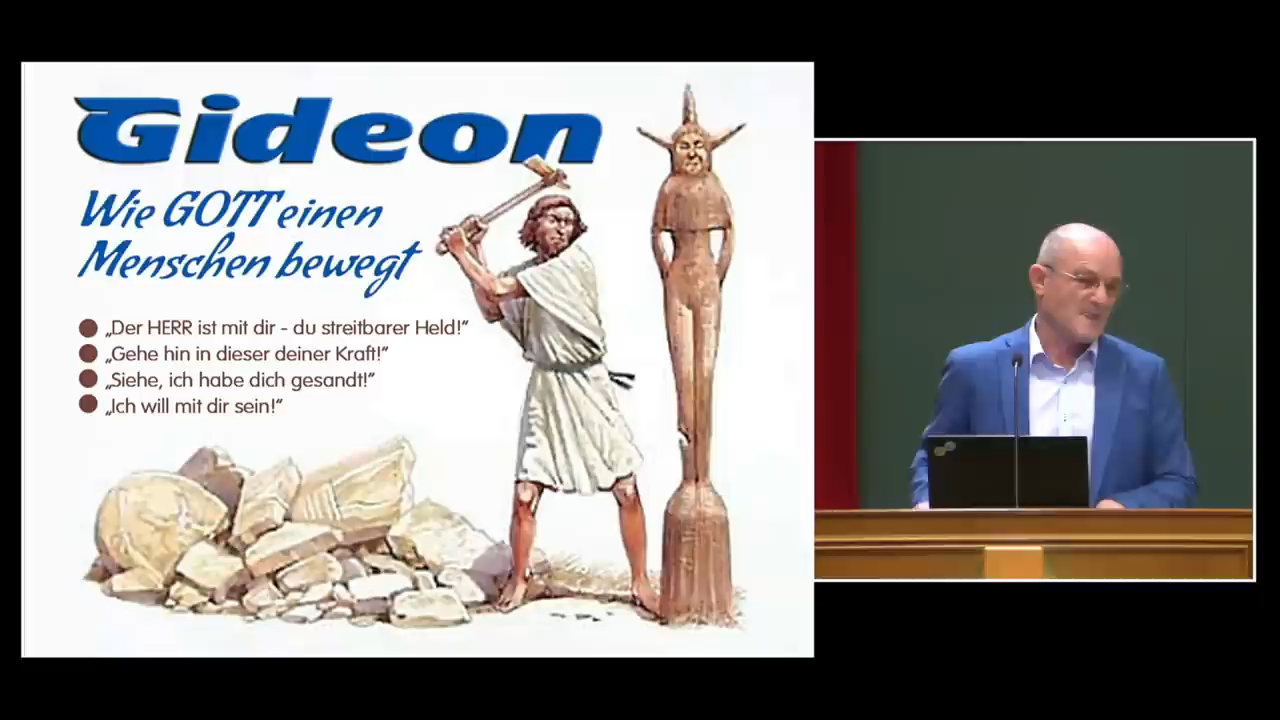 Gideon
Wie GOTT einen
Menschen bewegt
„Der HERR ist mit dir - du streitbarer Held!“
„Gehe hin in dieser deiner Kraft!“
„Siehe, ich habe dich gesandt!“
„Ich will mit dir sein!“